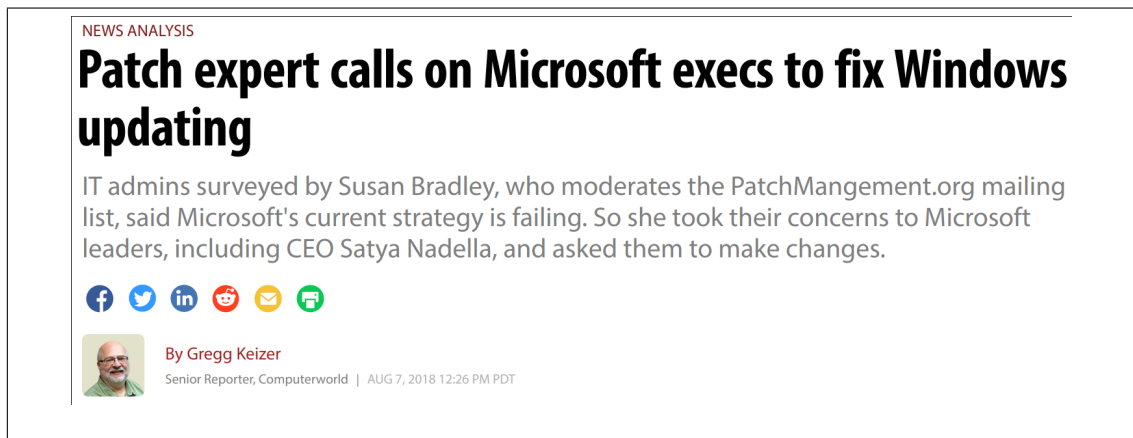 NEWS ANALYSIS
Patch expert calls on Microsoft execs to fix Windows
updating
IT admins surveyed by Susan Bradley, who moderates the PatchMangement.org mailing
list, said Microsoft's current strategy is failing. So she took their concerns to Microsoft
leaders, including CEO Satya Nadella, and asked them to make changes.
By Gregg Keizer
Senior Reporter, Computerworld | AUG 7, 2018 12:26 PM PDT